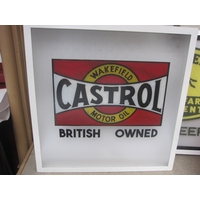 WAKEFIELD
CASTROL
MOTOR OIL
BRITISH OWNED